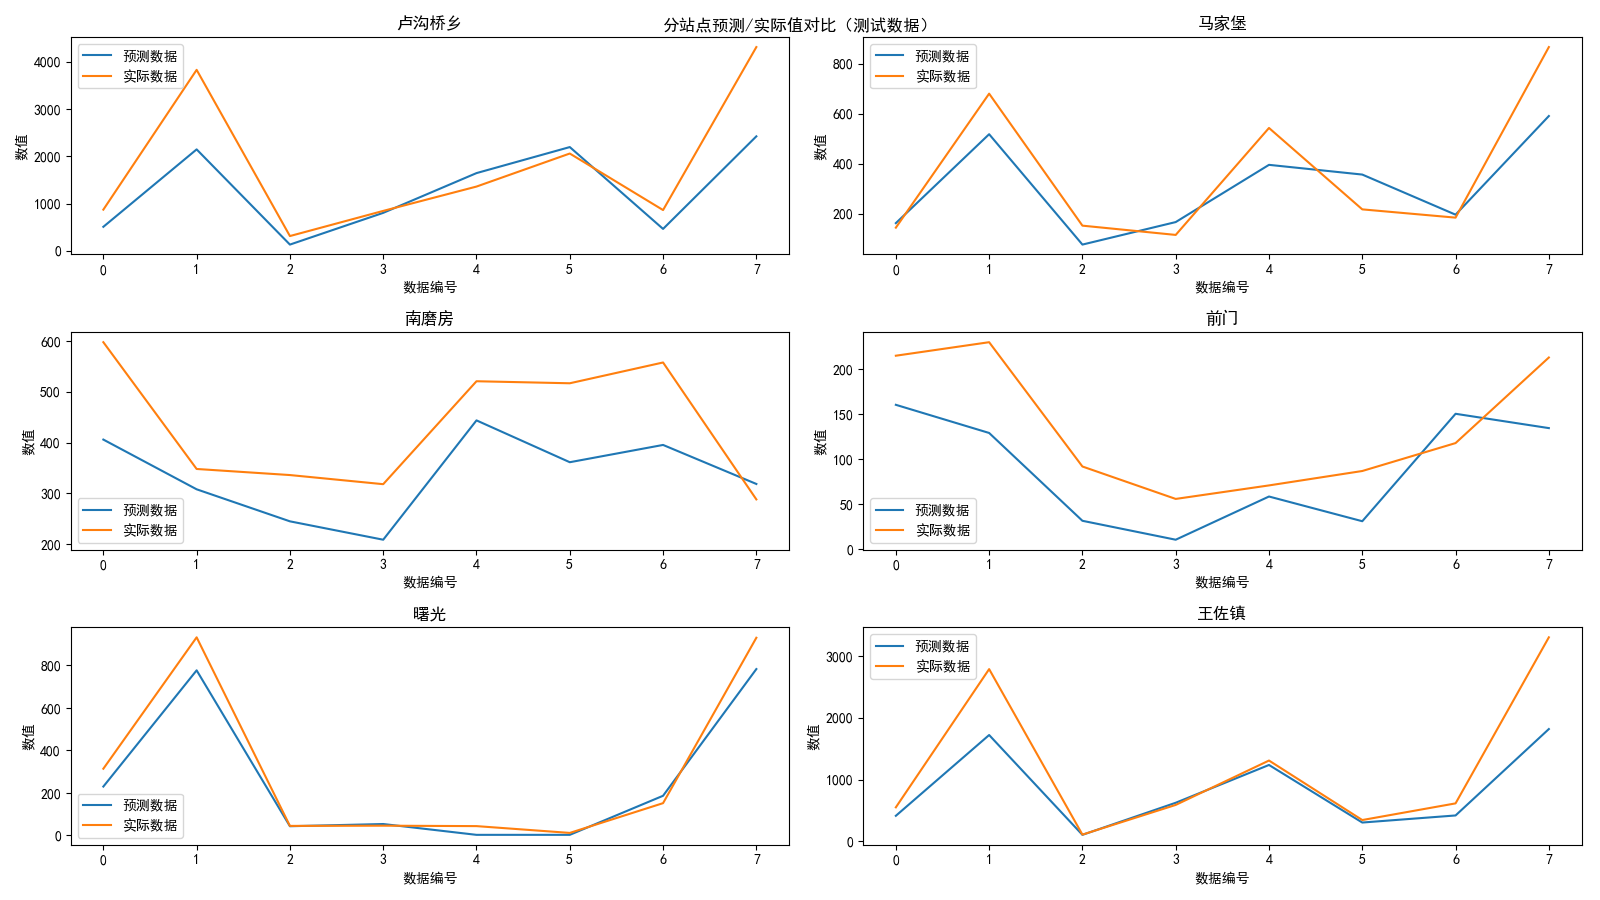 分站点预测/实际值对比（测试数据）
卢沟桥乡
预测数据
实际数据
数值
4000
3000
2000
1000
0
0 1 2 3 4 5 6 7
数据编号
马家堡
预测数据
实际数据
数值
800
600
400
200
0 1 2 3 4 5 6 7
数据编号
南磨房
数值
600
500
400
300
200
预测数据
实际数据
0 1 2 3 4 5 6 7
数据编号
前门
数值
200
150
100
50
0
预测数据
实际数据
0 1 2 3 4 5 6 7
数据编号
曙光
数值
800
600
400
200
0
预测数据
实际数据
0 1 2 3 4 5 6 7
数据编号
王佐镇
预测数据
实际数据
数值
3000
2000
1000
0
0 1 2 3 4 5 6 7
数据编号